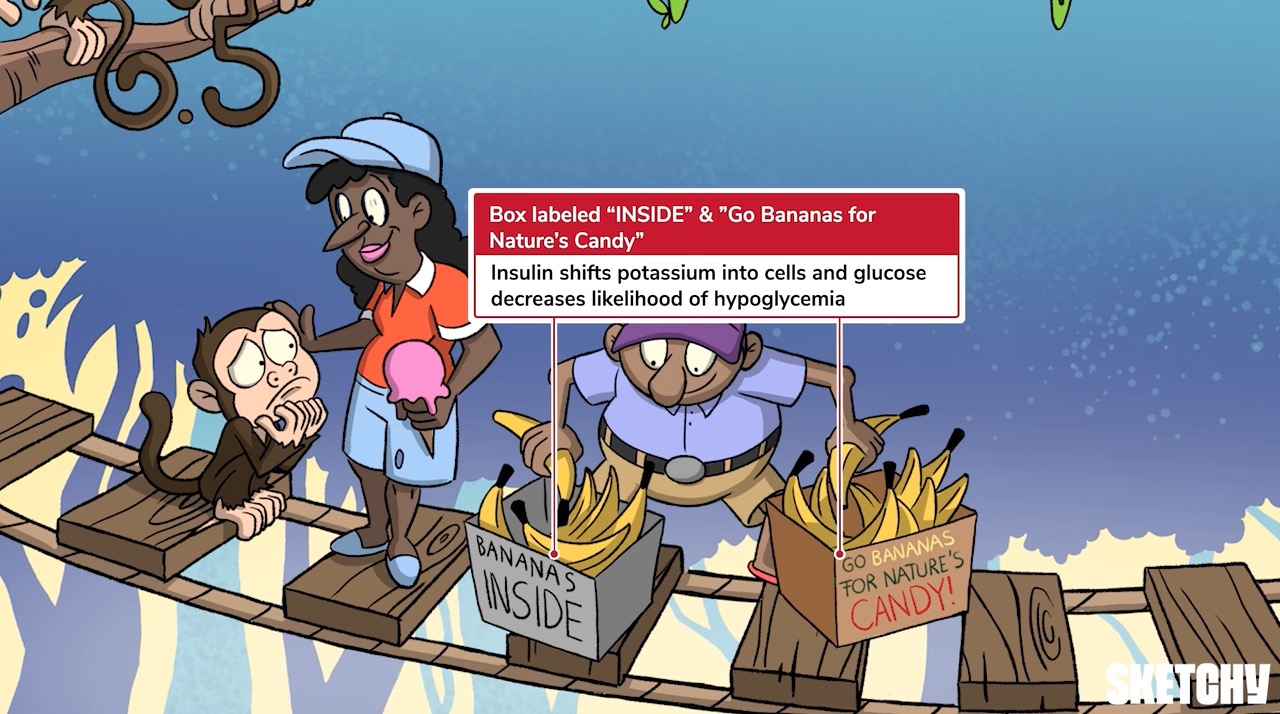 6.5
Box labeled “INSIDE” & ”Go Bananas for
Nature’s Candy”
Insulin shifts potassium into cells and glucose
decreases likelihood of hypoglycemia
BANANAS
INSIDE
GO BANANAS
FOR NATURE'S
CANDY!
SKETCHY